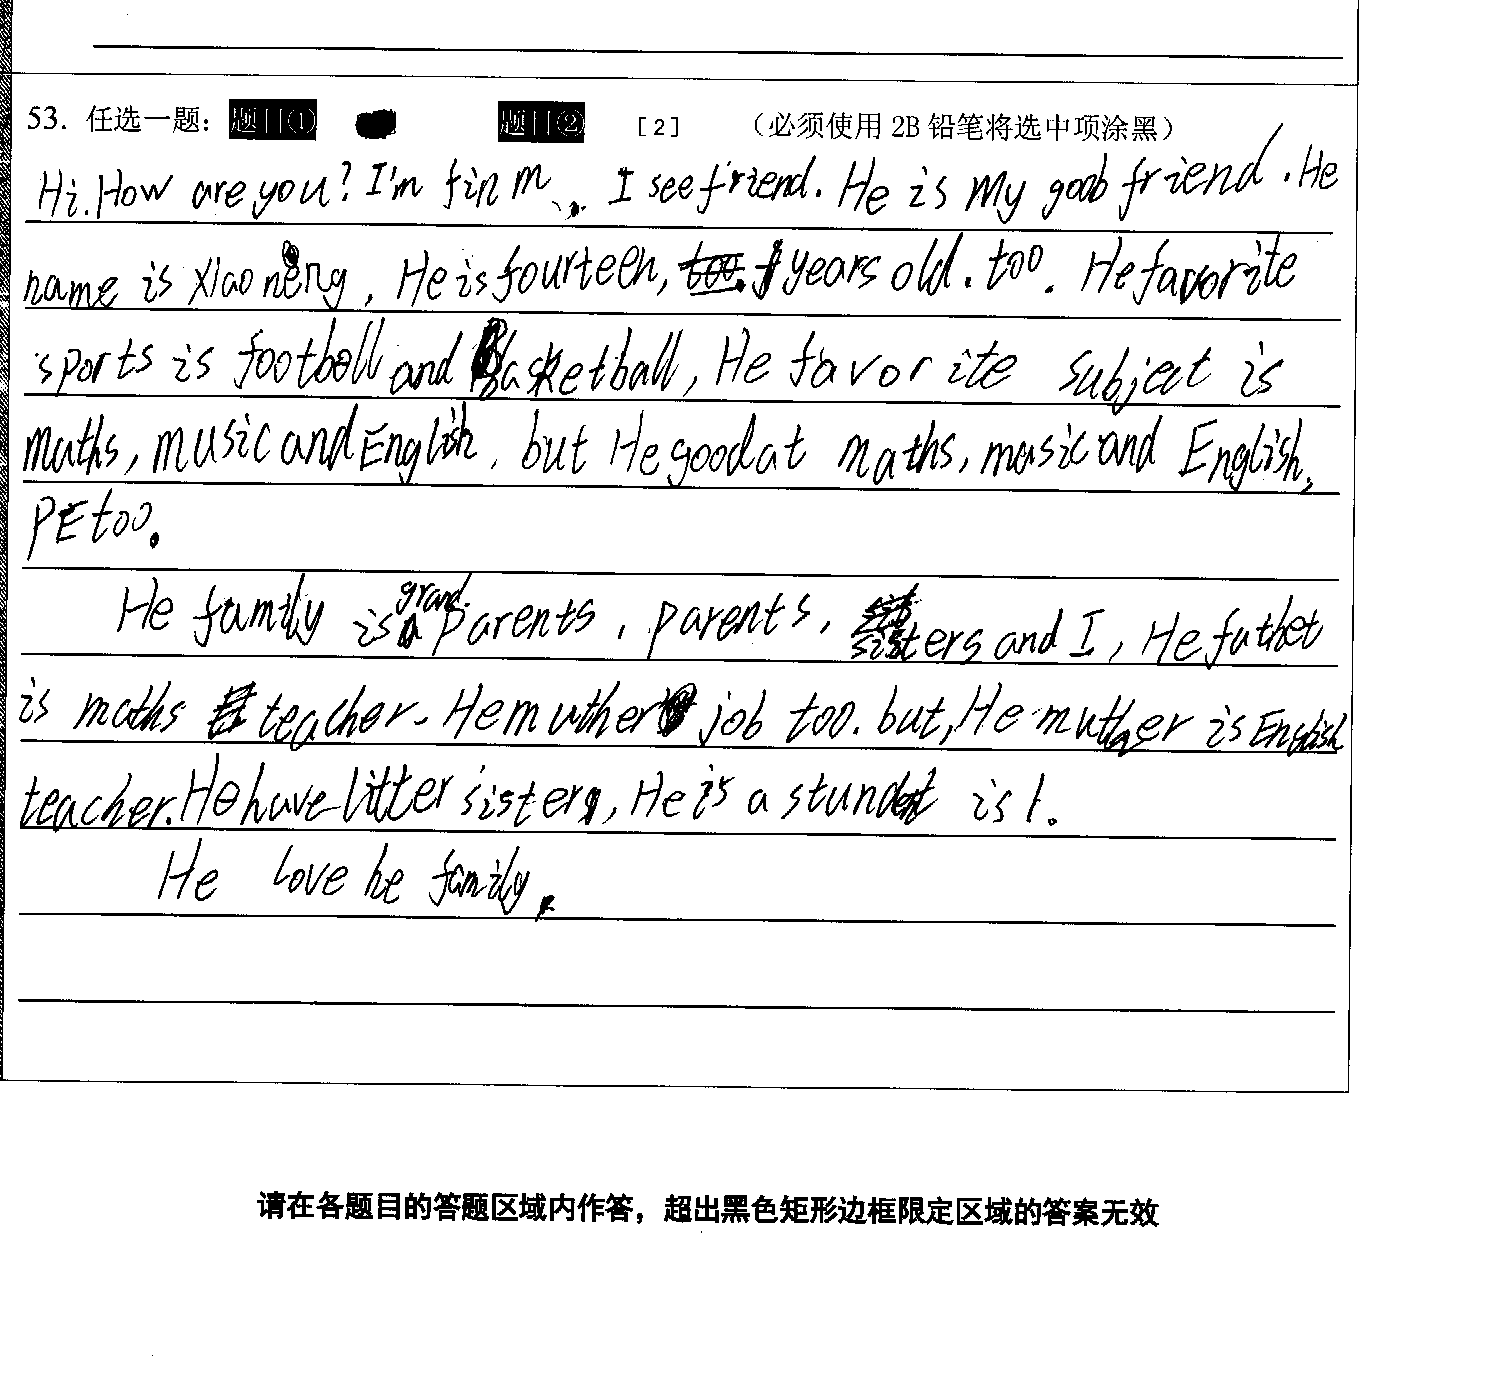 53. 任选一题： 题目① 题目② [2] （必须使用 2B 铅笔将选中项涂黑）
Hi. How are you? I'm fin m I see friend. He is my goob friend. He
name is Xiao neng, He is fourteen, too. years old. too. He favorite
sports is football and Basketball, He favorite subject is
maths, music and English, but He good at maths, music and English,
PE too.
He family is grand parents, parents, sisters and I, He futhet
is maths teacher. He muther job too. but, He muther is English
teacher. He have litter sister, He is a stundet is 1.
He love he family.
请在各题目的答题区域内作答，超出黑色矩形边框限定区域的答案无效